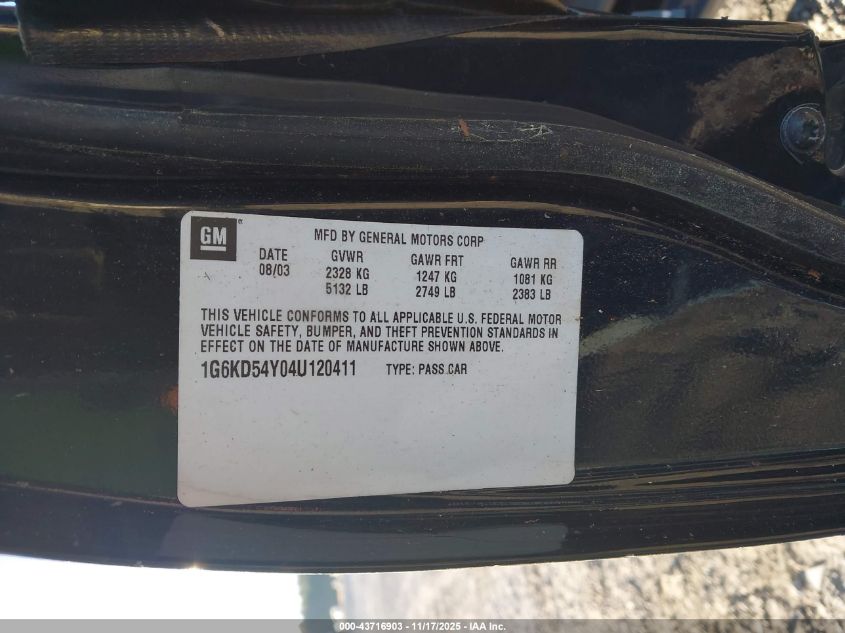 GM®
MFD BY GENERAL MOTORS CORP
DATE GVWR GAWR FRT GAWR RR
08/03 2328 KG 1247 KG 1081 KG
5132 LB 2749 LB 2383 LB
THIS VEHICLE CONFORMS TO ALL APPLICABLE U.S. FEDERAL MOTOR
VEHICLE SAFETY, BUMPER, AND THEFT PREVENTION STANDARDS IN
EFFECT ON THE DATE OF MANUFACTURE SHOWN ABOVE.
1G6KD54Y04U120411 TYPE: PASS CAR
000-43716903 — 11/17/2025 — IAA Inc.